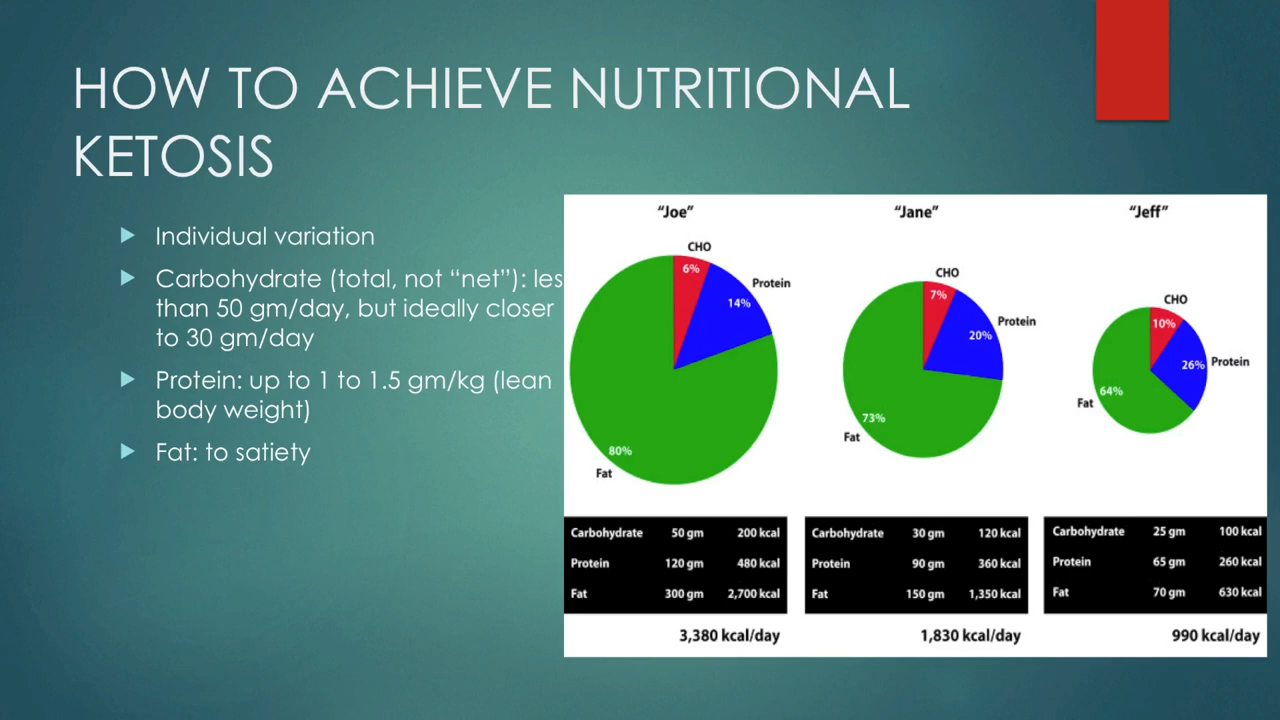 HOW TO ACHIEVE NUTRITIONAL
KETOSIS
Individual variation
Carbohydrate (total, not “net”): les
than 50 gm/day, but ideally closer
to 30 gm/day
Protein: up to 1 to 1.5 gm/kg (lean
body weight)
Fat: to satiety
“Joe”
CHO
6%
Protein
14%
80%
Fat
Carbohydrate 50 gm 200 kcal
Protein 120 gm 480 kcal
Fat 300 gm 2,700 kcal
3,380 kcal/day
“Jane”
CHO
7%
Protein
20%
73%
Fat
Carbohydrate 30 gm 120 kcal
Protein 90 gm 360 kcal
Fat 150 gm 1,350 kcal
1,830 kcal/day
“Jeff”
CHO
10%
Protein
26%
64%
Fat
Carbohydrate 25 gm 100 kcal
Protein 65 gm 260 kcal
Fat 70 gm 630 kcal
990 kcal/day